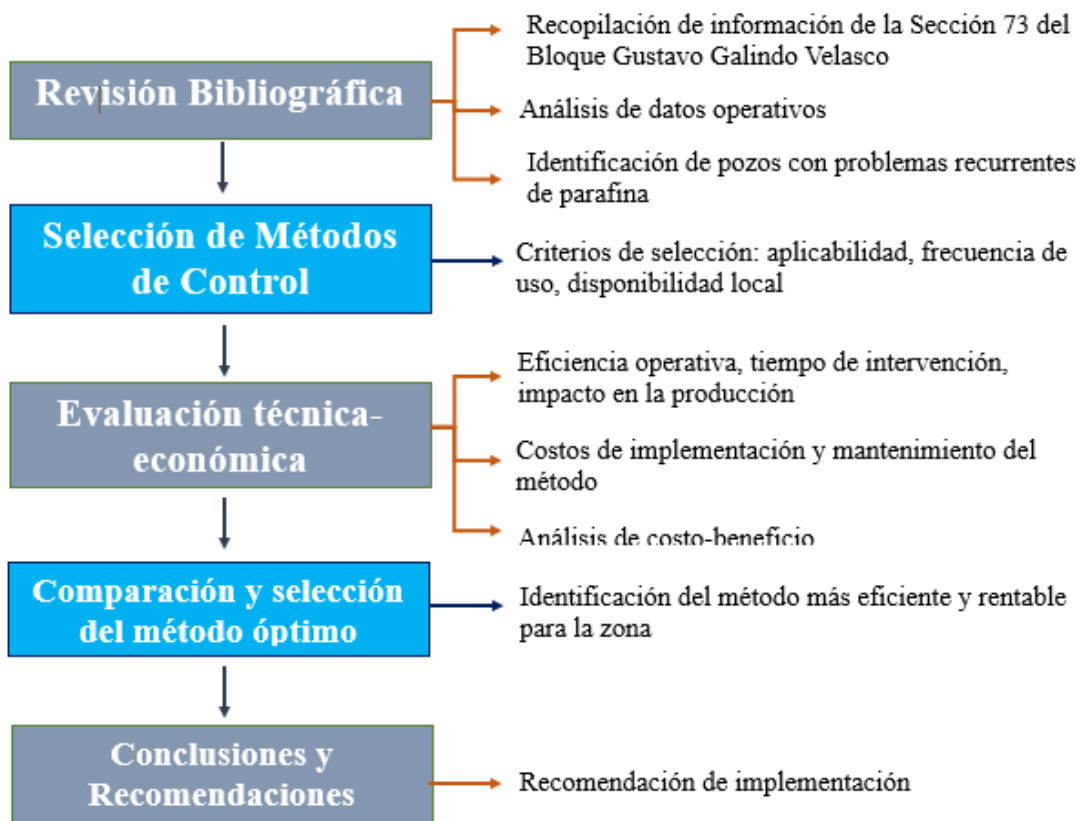 Revisión Bibliográfica
Recopilación de información de la Sección 73 del
Bloque Gustavo Galindo Velasco
Análisis de datos operativos
Identificación de pozos con problemas recurrentes
de parafina
Selección de Métodos
de Control
Criterios de selección: aplicabilidad, frecuencia de
uso, disponibilidad local
Evaluación técnica-
económica
Eficiencia operativa, tiempo de intervención,
impacto en la producción
Costos de implementación y mantenimiento del
método
Análisis de costo-beneficio
Comparación y selección
del método óptimo
Identificación del método más eficiente y rentable
para la zona
Conclusiones y
Recomendaciones
Recomendación de implementación